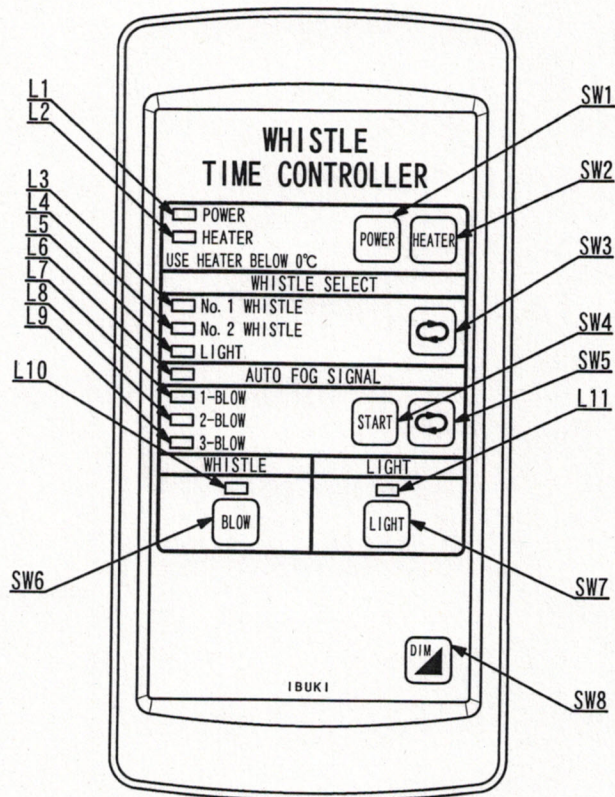 WHISTLE
TIME CONTROLLER
POWER
HEATER
USE HEATER BELOW 0℃
POWER
HEATER
WHISTLE SELECT
No. 1 WHISTLE
No. 2 WHISTLE
LIGHT
AUTO FOG SIGNAL
1-BLOW
2-BLOW
3-BLOW
START
WHISTLE
LIGHT
BLOW
LIGHT
DIM
IBUKI
L1
L2
L3
L4
L5
L6
L7
L8
L9
L10
SW6
SW1
SW2
SW3
SW4
SW5
L11
SW7
SW8